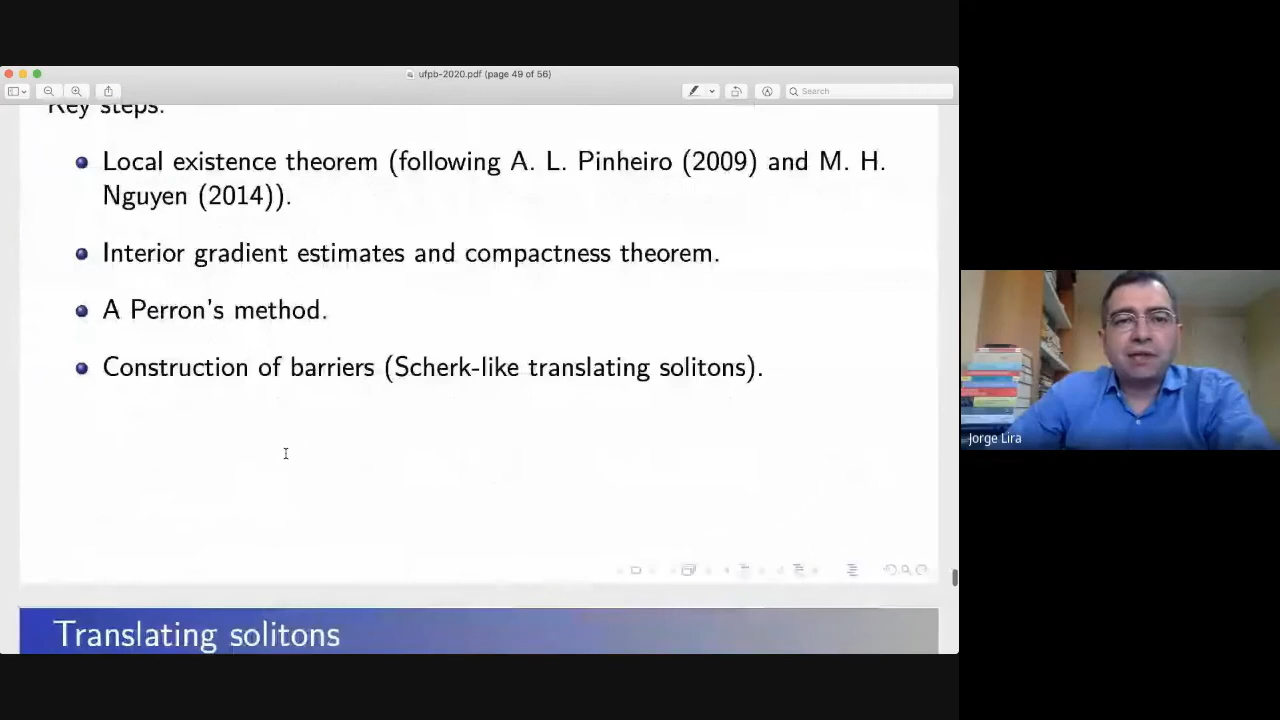 ufpb-2020.pdf (page 49 of 56)
Search
Key steps:
Local existence theorem (following A. L. Pinheiro (2009) and M. H.
Nguyen (2014)).
Interior gradient estimates and compactness theorem.
A Perron's method.
Construction of barriers (Scherk-like translating solitons).
Jorge Lira
Translating solitons